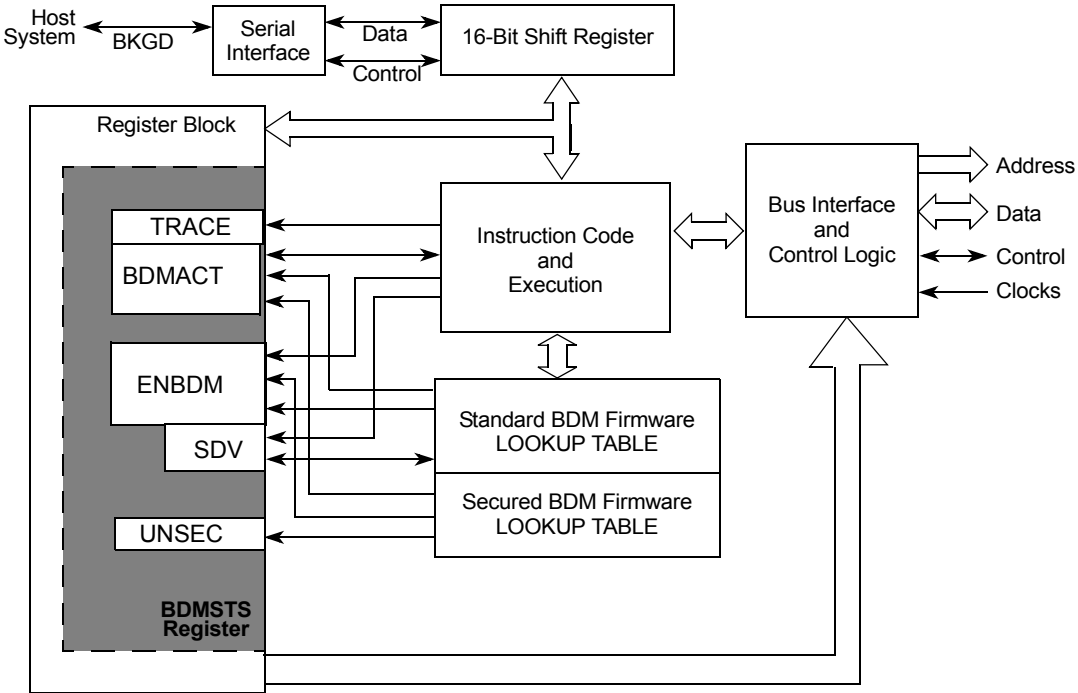 Host
System
BKGD
Serial
Interface
Data
Control
16-Bit Shift Register
Register Block
TRACE
BDMACT
ENBDM
SDV
UNSEC
BDMSTS
Register
Instruction Code
and
Execution
Standard BDM Firmware
LOOKUP TABLE
Secured BDM Firmware
LOOKUP TABLE
Bus Interface
and
Control Logic
Address
Data
Control
Clocks